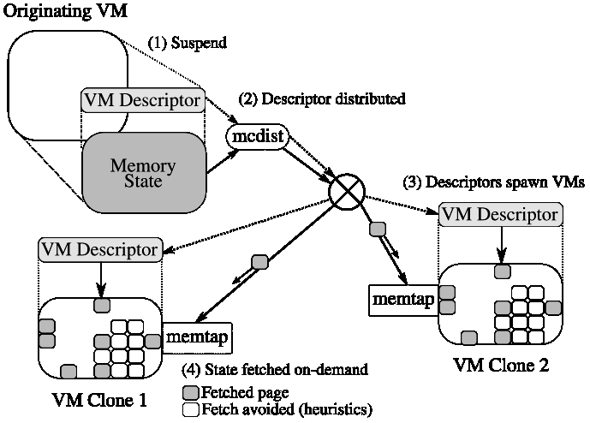 Originating VM
(1) Suspend
VM Descriptor
(2) Descriptor distributed
mcdist
Memory
State
(3) Descriptors spawn VMs
VM Descriptor
VM Descriptor
memtap
memtap
VM Clone 2
(4) State fetched on-demand
Fetched page
VM Clone 1
Fetch avoided (heuristics)